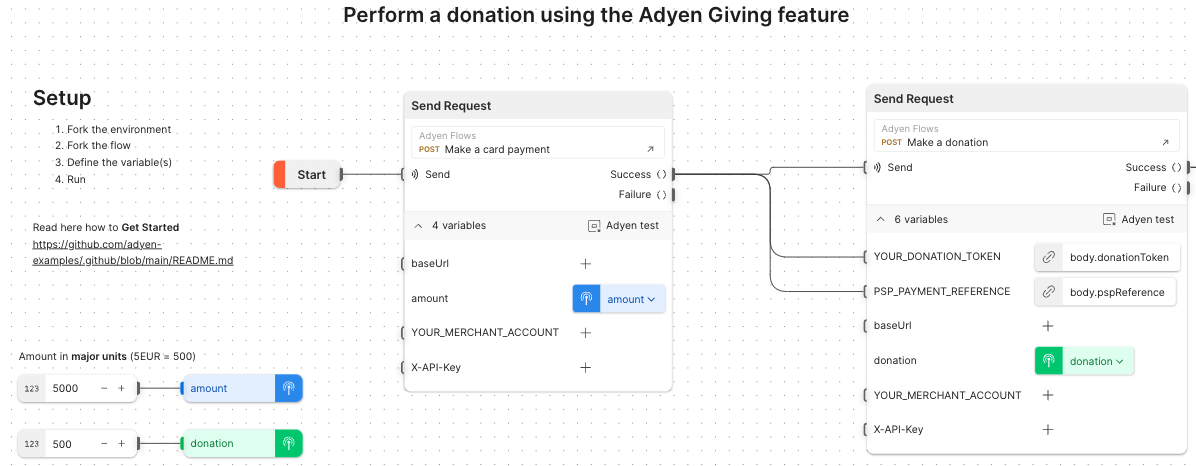 Perform a donation using the Adyen Giving feature
Setup
1. Fork the environment
2. Fork the flow
3. Define the variable(s)
4. Run
Read here how to Get Started
https://github.com/adyen-
examples/.github/blob/main/README.md
Amount in major units (5EUR = 500)
123 5000 − + amount
123 500 − + donation
Start
Send Request
Adyen Flows
POST Make a card payment
Send Success ()
Failure ()
4 variables Adyen test
baseUrl +
amount amount
YOUR_MERCHANT_ACCOUNT +
X-API-Key +
Send Request
Adyen Flows
POST Make a donation
Send Success ()
Failure ()
6 variables Adyen test
YOUR_DONATION_TOKEN body.donationToken
PSP_PAYMENT_REFERENCE body.pspReference
baseUrl +
donation donation
YOUR_MERCHANT_ACCOUNT +
X-API-Key +